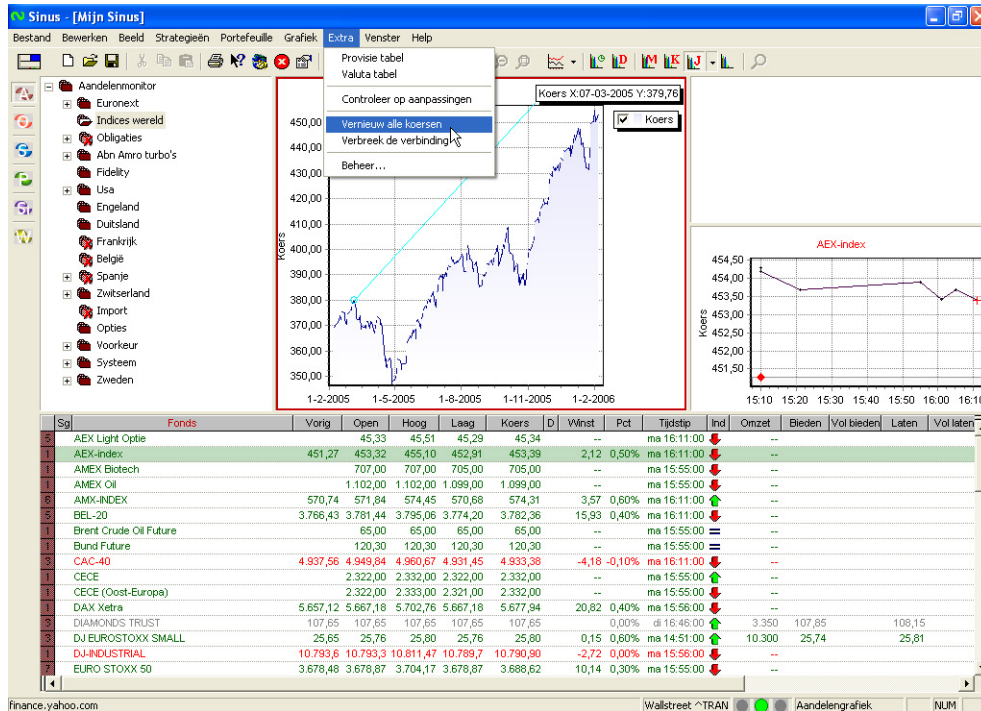 Sinus - [Mijn Sinus]
Bestand Bewerken Beeld Strategieën Portefeuille Grafiek Extra Venster Help
Provisie tabel
Valuta tabel
Controleer op aanpassingen
Vernieuw alle koersen
Verbreek de verbinding
Beheer...
Aandelenmonitor
Euronext
Indices wereld
Obligaties
Abn Amro turbo's
Fidelity
Usa
Engeland
Duitsland
Frankrijk
België
Spanje
Zwitserland
Import
Opties
Voorkeur
Systeem
Zweden
Koers X:07-03-2005 Y:379,76
Koers
450,00
440,00
430,00
420,00
410,00
400,00
390,00
380,00
370,00
360,00
350,00
Koers
1-2-2005 1-5-2005 1-8-2005 1-11-2005 1-2-2006
AEX-index
454,50
454,00
453,50
453,00
452,50
452,00
451,50
Koers
15:10 15:20 15:30 15:40 15:50 16:00 16:10
Sg Fonds Vorig Open Hoog Laag Koers D Winst Pct Tijdstip Ind Omzet Bieden Vol bieden Laten Vol laten
5 AEX Light Optie 45,33 45,51 45,29 45,34 -- ma 16:11:00 --
1 AEX-index 451,27 453,32 455,10 452,91 453,39 2,12 0,50% ma 16:11:00 --
1 AMEX Biotech 707,00 707,00 705,00 705,00 -- ma 15:55:00 --
1 AMEX Oil 1.102,00 1.102,00 1.099,00 1.099,00 -- ma 15:55:00 --
6 AMX-INDEX 570,74 571,84 574,45 570,68 574,31 3,57 0,60% ma 16:11:00 --
5 BEL-20 3.766,43 3.781,44 3.795,06 3.774,20 3.782,36 15,93 0,40% ma 16:11:00 --
1 Brent Crude Oil Future 65,00 65,00 65,00 65,00 -- ma 15:55:00 --
1 Bund Future 120,30 120,30 120,30 120,30 -- ma 15:55:00 --
3 CAC-40 4.937,56 4.949,84 4.960,67 4.931,45 4.933,38 -4,18 -0,10% ma 16:11:00 --
1 CECE 2.322,00 2.332,00 2.322,00 2.332,00 -- ma 15:55:00 --
1 CECE (Oost-Europa) 2.322,00 2.333,00 2.321,00 2.332,00 -- ma 15:55:00 --
1 DAX Xetra 5.657,12 5.667,18 5.702,76 5.667,18 5.677,94 20,82 0,40% ma 15:56:00 --
3 DIAMONDS TRUST 107,65 107,65 107,65 107,65 107,65 0,00% di 16:46:00 3.350 107,85 108,15
3 DJ EUROSTOXX SMALL 25,65 25,76 25,80 25,76 25,80 0,15 0,60% ma 14:51:00 10.300 25,74 25,81
1 DJ-INDUSTRIAL 10.793,6 10.793,3 10.811,47 10.789,7 10.790,90 -2,72 0,00% ma 15:56:00 --
7 EURO STOXX 50 3.678,48 3.678,87 3.704,17 3.678,87 3.688,62 10,14 0,30% ma 15:55:00 --
finance.yahoo.com Wallstreet ^TRAN Aandelengrafiek NUM